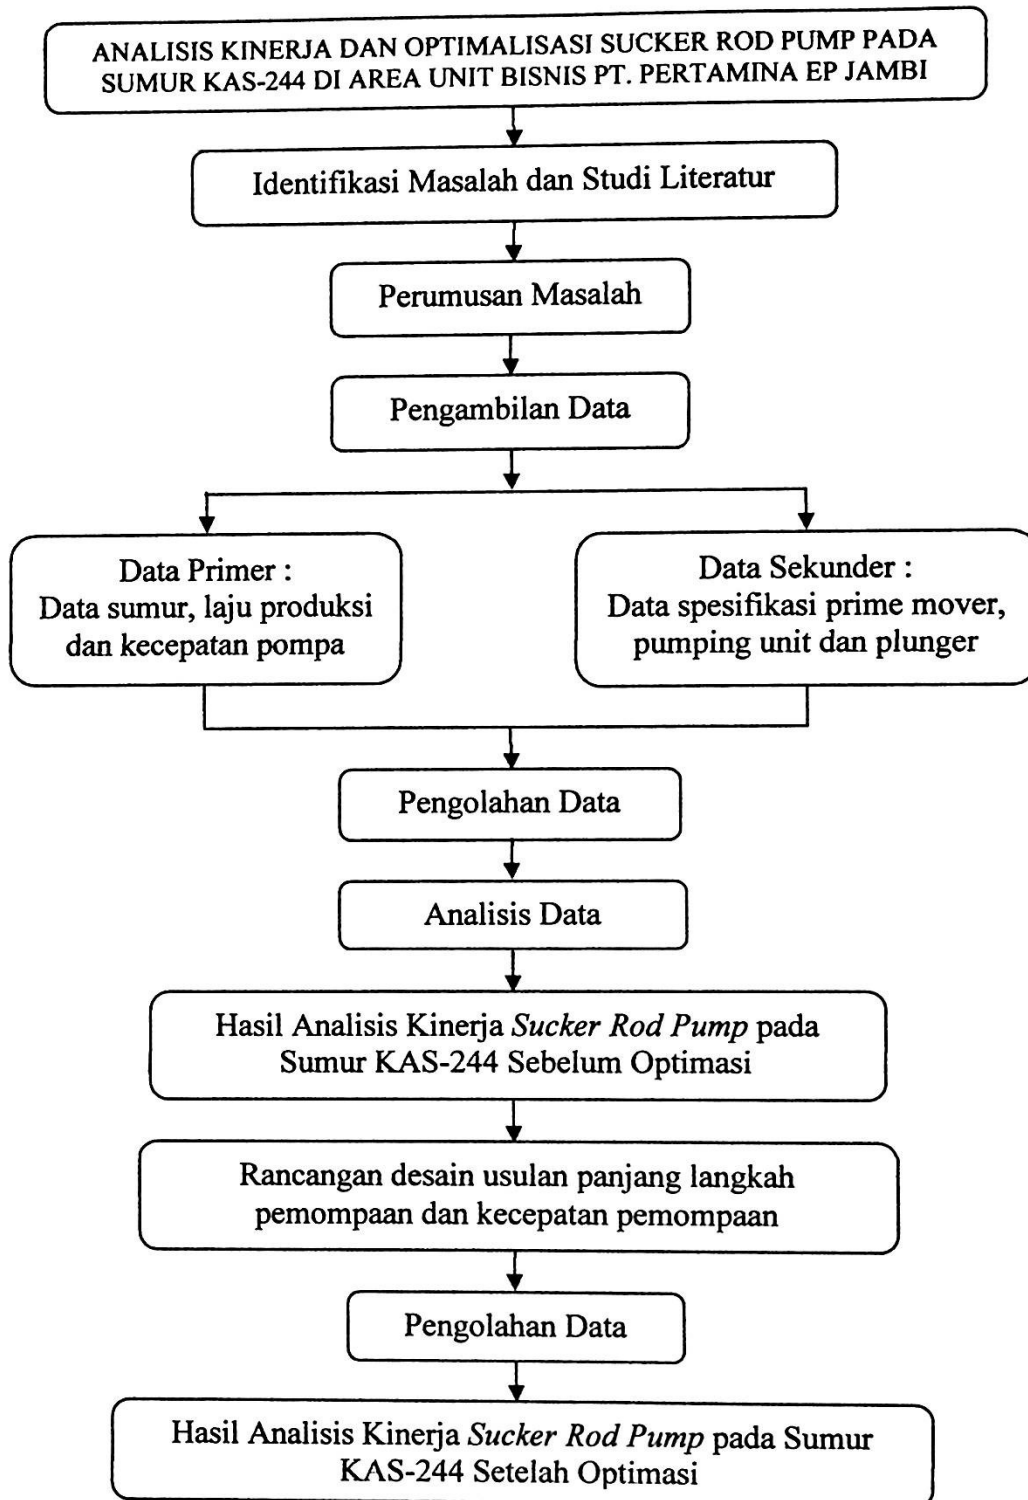 ANALISIS KINERJA DAN OPTIMALISASI SUCKER ROD PUMP PADA
SUMUR KAS-244 DI AREA UNIT BISNIS PT. PERTAMINA EP JAMBI
Identifikasi Masalah dan Studi Literatur
Perumusan Masalah
Pengambilan Data
Data Primer :
Data sumur, laju produksi
dan kecepatan pompa
Data Sekunder :
Data spesifikasi prime mover,
pumping unit dan plunger
Pengolahan Data
Analisis Data
Hasil Analisis Kinerja Sucker Rod Pump pada
Sumur KAS-244 Sebelum Optimasi
Rancangan desain usulan panjang langkah
pemompaan dan kecepatan pemompaan
Pengolahan Data
Hasil Analisis Kinerja Sucker Rod Pump pada Sumur
KAS-244 Setelah Optimasi